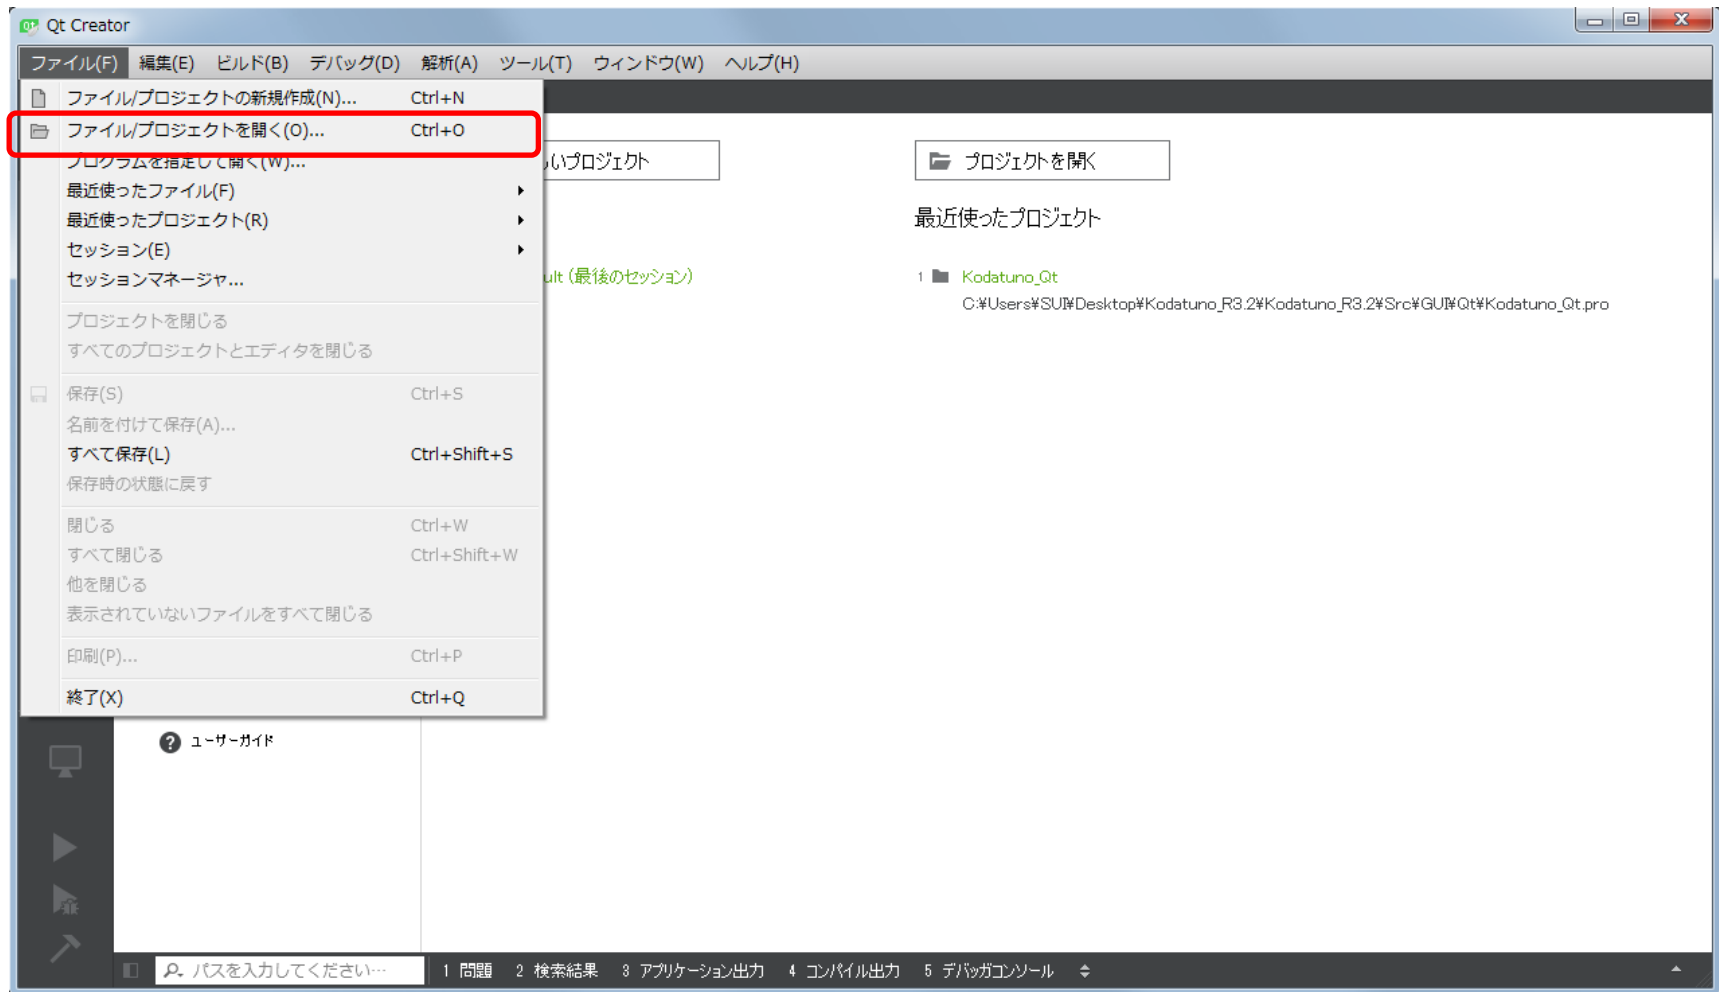 Qt Creator
ファイル(F) 編集(E) ビルド(B) デバッグ(D) 解析(A) ツール(T) ウィンドウ(W) ヘルプ(H)
ファイル/プロジェクトの新規作成(N)... Ctrl+N
ファイル/プロジェクトを開く(O)... Ctrl+O
プログラムを指定して開く(W)...
最近使ったファイル(F)
最近使ったプロジェクト(R)
セッション(E)
セッションマネージャ...
プロジェクトを閉じる
すべてのプロジェクトとエディタを閉じる
保存(S) Ctrl+S
名前を付けて保存(A)...
すべて保存(L) Ctrl+Shift+S
保存時の状態に戻す
閉じる Ctrl+W
すべて閉じる Ctrl+Shift+W
他を閉じる
表示されていないファイルをすべて閉じる
印刷(P)... Ctrl+P
終了(X) Ctrl+Q
いプロジェクト
プロジェクトを開く
最近使ったプロジェクト
ult (最後のセッション)
1 Kodatuno_Qt
C:¥Users¥SUI¥Desktop¥Kodatuno_R3.2¥Kodatuno_R3.2¥Src¥GUI¥Qt¥Kodatuno_Qt.pro
ユーザーガイド
パスを入力してください…
1 問題 2 検索結果 3 アプリケーション出力 4 コンパイル出力 5 デバッガコンソール